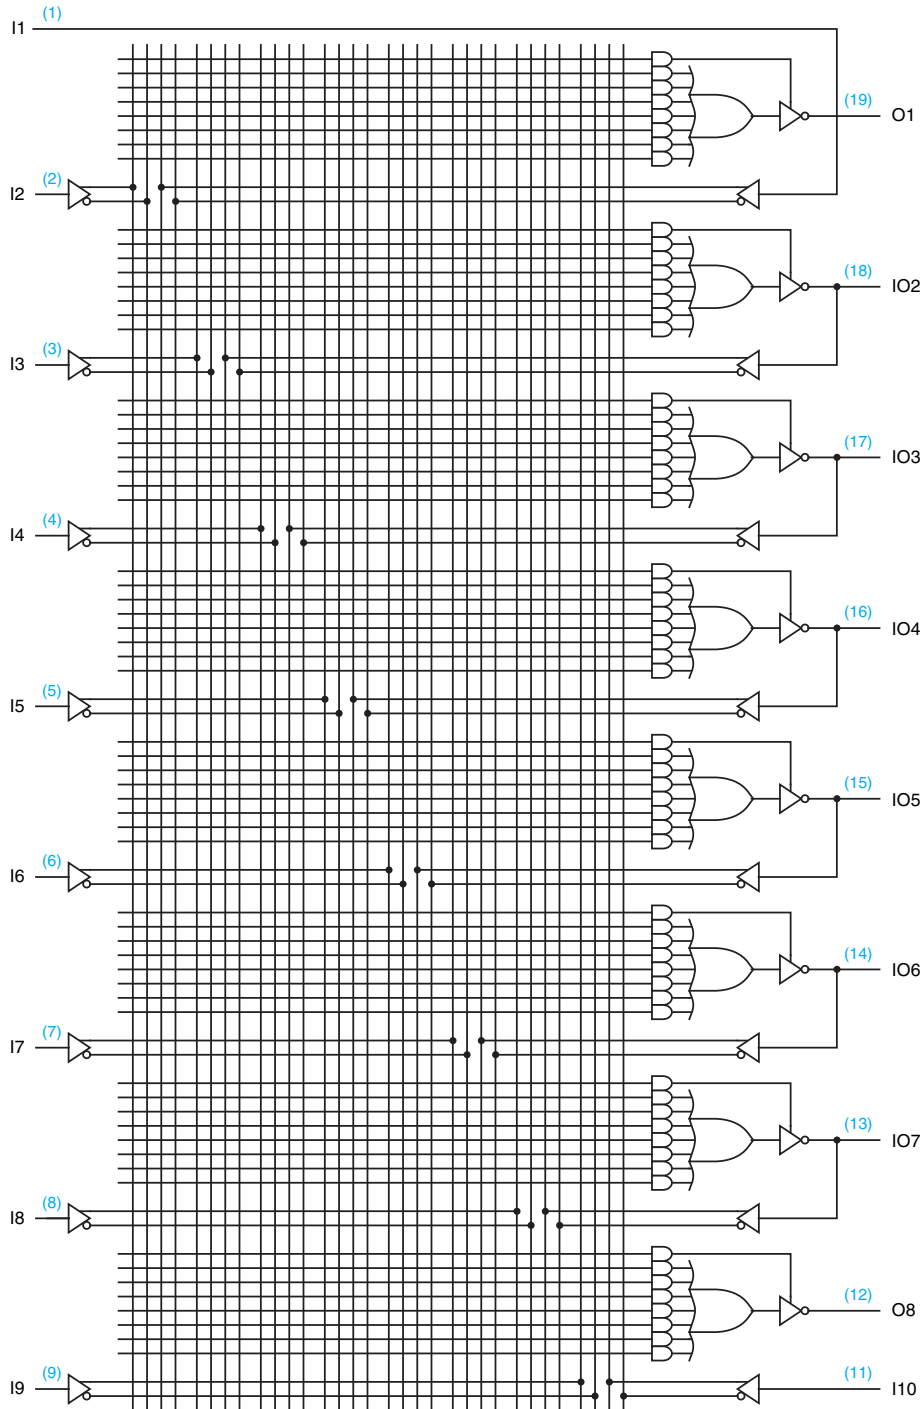 (1)
I1
(19)
O1
(2)
I2
(18)
IO2
(3)
I3
(17)
IO3
(4)
I4
(16)
IO4
(5)
I5
(15)
IO5
(6)
I6
(14)
IO6
(7)
I7
(13)
IO7
(8)
I8
(12)
O8
(9)
I9
(11)
I10